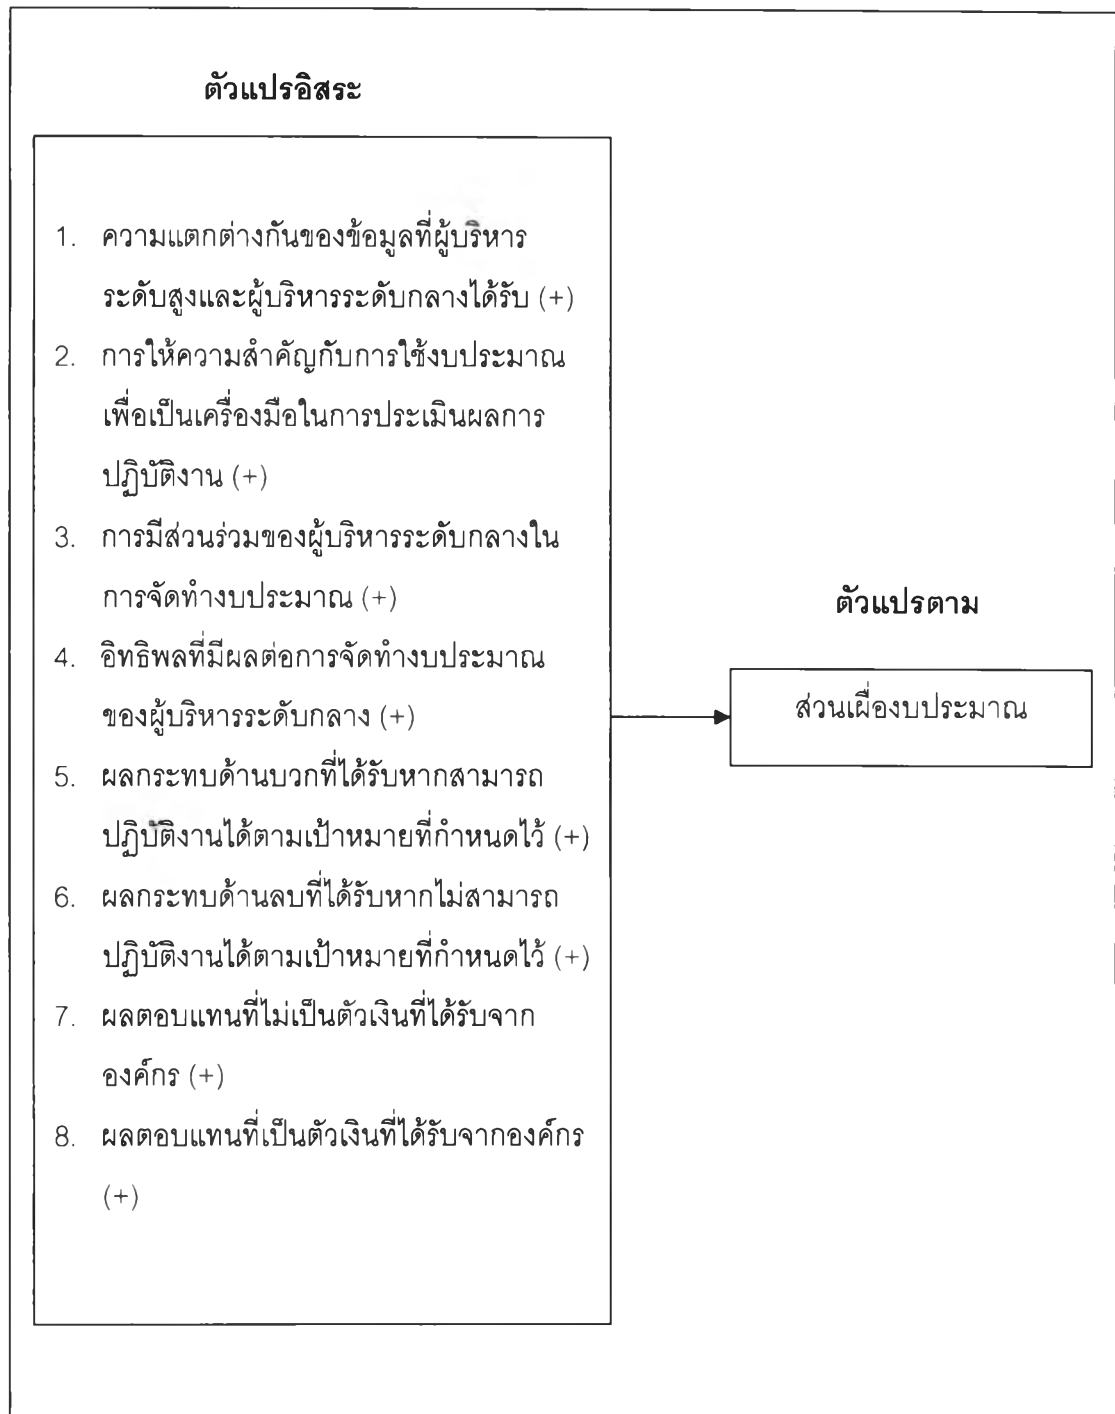 ตัวแปรอิสระ
1. ความแตกต่างกันของข้อมูลที่ผู้บริหาร
ระดับสูงและผู้บริหารระดับกลางได้รับ (+)
2. การให้ความสำคัญกับการใช้งบประมาณ
เพื่อเป็นเครื่องมือในการประเมินผลการ
ปฏิบัติงาน (+)
3. การมีส่วนร่วมของผู้บริหารระดับกลางใน
การจัดทำงบประมาณ (+)
4. อิทธิพลที่มีผลต่อการจัดทำงบประมาณ
ของผู้บริหารระดับกลาง (+)
5. ผลกระทบด้านบวกที่ได้รับหากสามารถ
ปฏิบัติงานได้ตามเป้าหมายที่กำหนดไว้ (+)
6. ผลกระทบด้านลบที่ได้รับหากไม่สามารถ
ปฏิบัติงานได้ตามเป้าหมายที่กำหนดไว้ (+)
7. ผลตอบแทนที่ไม่เป็นตัวเงินที่ได้รับจาก
องค์กร (+)
8. ผลตอบแทนที่เป็นตัวเงินที่ได้รับจากองค์กร
(+)
ตัวแปรตาม
ส่วนเผื่องบประมาณ